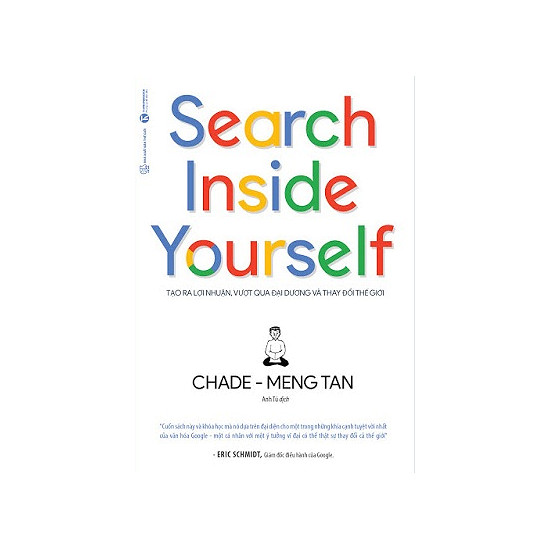 Search
Inside
Yourself
TẠO RA LỢI NHUẬN, VƯỢT QUA ĐẠI DƯƠNG VÀ THAY ĐỔI THẾ GIỚI
CHADE - MENG TAN
Anh Tú dịch
"Cuốn sách này và khóa học mà nó dựa trên đại diện cho một trong những khía cạnh tuyệt vời nhất
của văn hóa Google - một cá nhân với một ý tưởng vĩ đại có thể thật sự thay đổi cả thế giới"
- ERIC SCHMIDT, Giám đốc điều hành của Google.